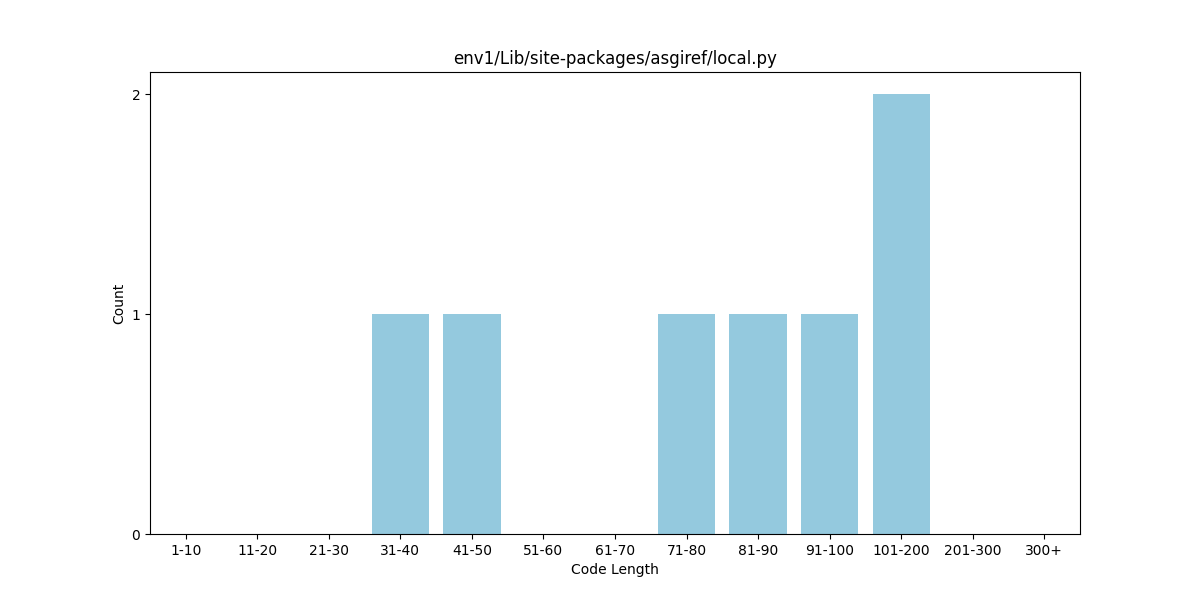 env1/Lib/site-packages/asgiref/local.py
Count
2
1
0
1-10 11-20 21-30 31-40 41-50 51-60 61-70 71-80 81-90 91-100 101-200 201-300 300+
Code Length